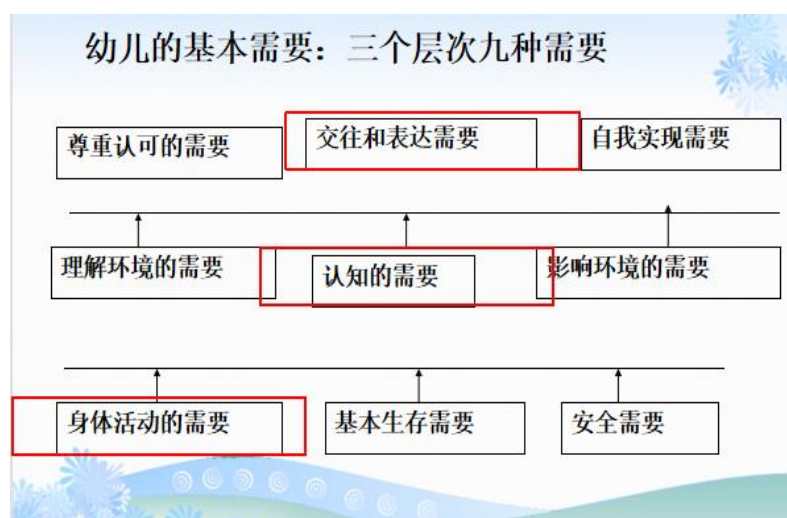 幼儿的基本需要：三个层次九种需要
尊重认可的需要
交往和表达需要
自我实现需要
理解环境的需要
认知的需要
影响环境的需要
身体活动的需要
基本生存需要
安全需要